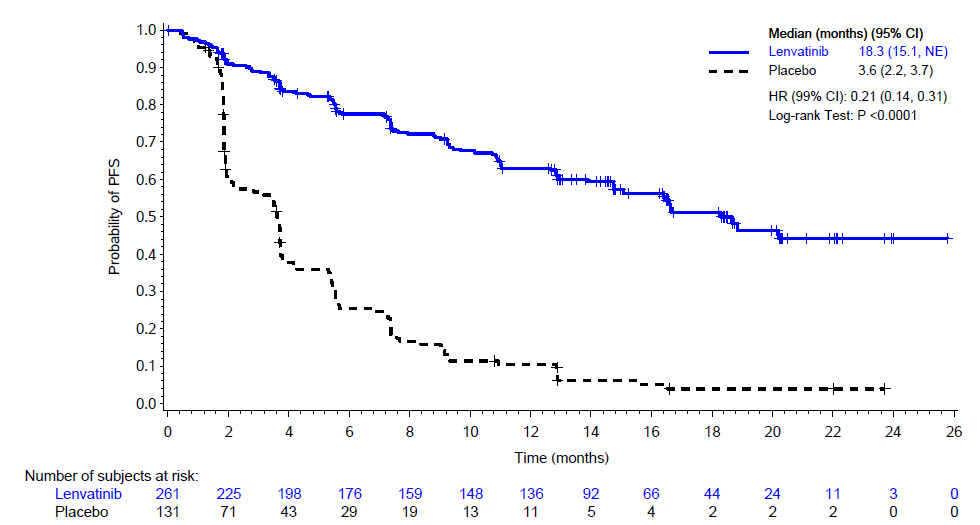 Median (months) (95% CI)
Lenvatinib 18.3 (15.1, NE)
Placebo 3.6 (2.2, 3.7)
HR (99% CI): 0.21 (0.14, 0.31)
Log-rank Test: P <0.0001
Probability of PFS
1.0
0.9
0.8
0.7
0.6
0.5
0.4
0.3
0.2
0.1
0.0
0 2 4 6 8 10 12 14 16 18 20 22 24 26
Time (months)
Number of subjects at risk:
Lenvatinib 261 225 198 176 159 148 136 92 66 44 24 11 3 0
Placebo 131 71 43 29 19 13 11 5 4 2 2 2 0 0